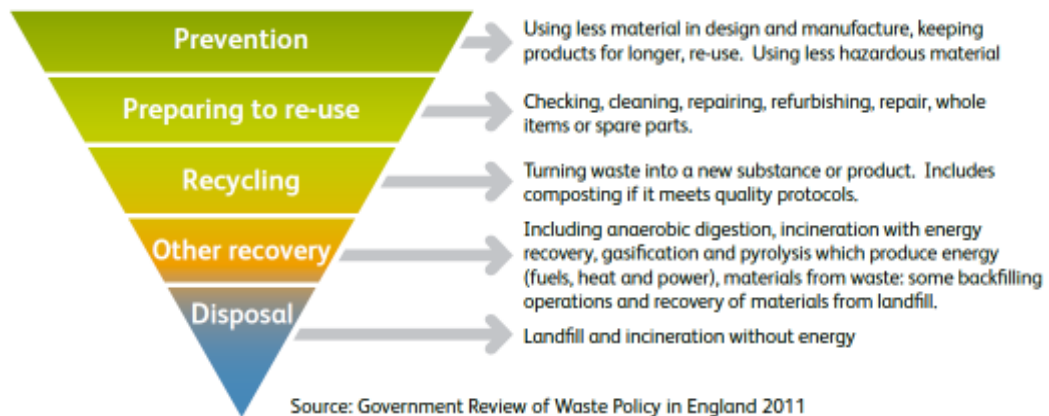 Prevention
Using less material in design and manufacture, keeping
products for longer, re-use. Using less hazardous material
Preparing to re-use
Checking, cleaning, repairing, refurbishing, repair, whole
items or spare parts.
Recycling
Turning waste into a new substance or product. Includes
composting if it meets quality protocols.
Other recovery
Including anaerobic digestion, incineration with energy
recovery, gasification and pyrolysis which produce energy
(fuels, heat and power), materials from waste: some backfilling
operations and recovery of materials from landfill.
Disposal
Landfill and incineration without energy
Source: Government Review of Waste Policy in England 2011